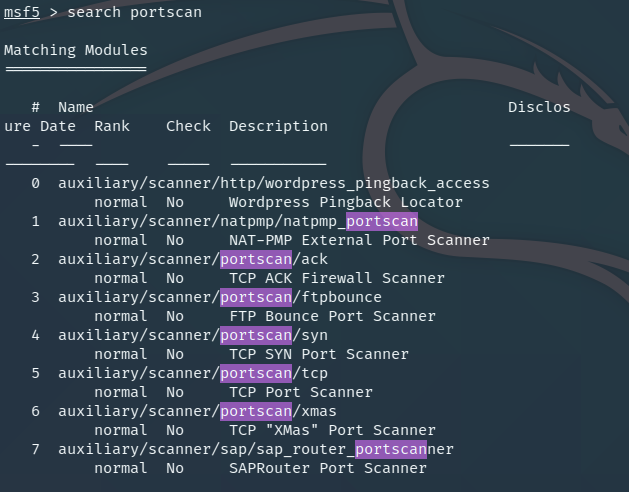 msf5 > search portscan
Matching Modules
================
# Name Disclos
ure Date Rank Check Description
- ---- -------
-------- ---- ----- -----------
0 auxiliary/scanner/http/wordpress_pingback_access
normal No Wordpress Pingback Locator
1 auxiliary/scanner/natpmp/natpmp_portscan
normal No NAT-PMP External Port Scanner
2 auxiliary/scanner/portscan/ack
normal No TCP ACK Firewall Scanner
3 auxiliary/scanner/portscan/ftpbounce
normal No FTP Bounce Port Scanner
4 auxiliary/scanner/portscan/syn
normal No TCP SYN Port Scanner
5 auxiliary/scanner/portscan/tcp
normal No TCP Port Scanner
6 auxiliary/scanner/portscan/xmas
normal No TCP "XMas" Port Scanner
7 auxiliary/scanner/sap/sap_router_portscanner
normal No SAPRouter Port Scanner